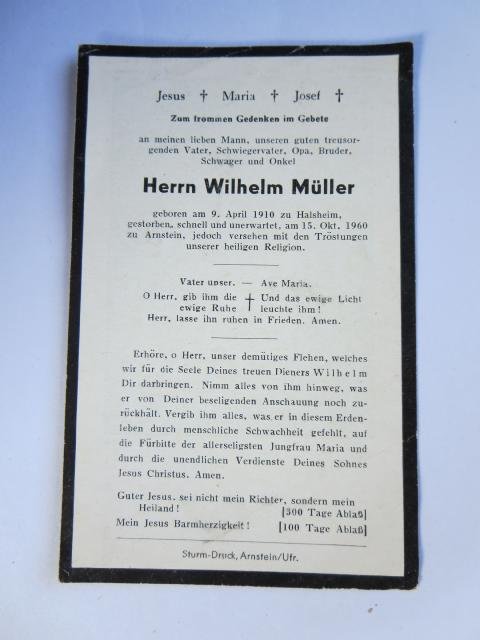 Jesus ✝ Maria ✝ Josef ✝
Zum frommen Gedenken im Gebete
an meinen lieben Mann, unseren guten treusor-
genden Vater, Schwiegervater, Opa, Bruder,
Schwager und Onkel
Herrn Wilhelm Müller
geboren am 9. April 1910 zu Halsheim,
gestorben, schnell und unerwartet, am 15. Okt. 1960
zu Arnstein, jedoch versehen mit den Tröstungen
unserer heiligen Religion.
Vater unser. — Ave Maria.
O Herr, gib ihm die ✝ Und das ewige Licht
ewige Ruhe leuchte ihm!
Herr, lasse ihn ruhen in Frieden. Amen.
Erhöre, o Herr, unser demütiges Flehen, welches
wir für die Seele Deines treuen Dieners Wilhelm
Dir darbringen. Nimm alles von ihm hinweg, was
er von Deiner beseligenden Anschauung noch zu-
rückhält. Vergib ihm alles, was er in diesem Erden-
leben durch menschliche Schwachheit gefehlt, auf
die Fürbitte der allerseligsten Jungfrau Maria und
durch die unendlichen Verdienste Deines Sohnes
Jesus Christus. Amen.
Guter Jesus. sei nicht mein Richter, sondern mein
Heiland! [300 Tage Ablaß]
Mein Jesus Barmherzigkeit! [100 Tage Ablaß]
Sturm-Druck, Arnstein/Ufr.